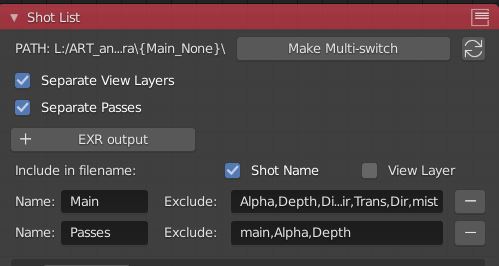 Shot List
PATH: L:/ART_an...ra\{Main_None}\ Make Multi-switch
Separate View Layers
Separate Passes
+ EXR output
Include in filename: Shot Name View Layer
Name: Main Exclude: Alpha,Depth,Di...ir,Trans,Dir,mist
Name: Passes Exclude: main,Alpha,Depth